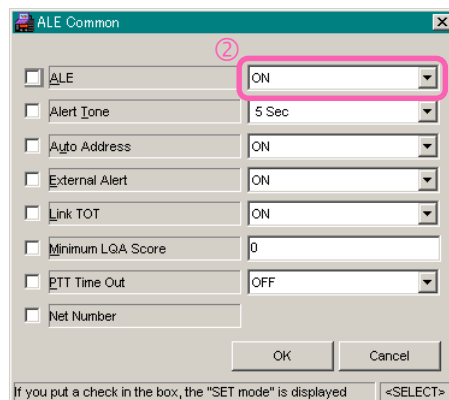 ALE Common
②
ALE ON
Alert Tone 5 Sec
Auto Address ON
External Alert ON
Link TOT ON
Minimum LQA Score 0
PTT Time Out OFF
Net Number
OK Cancel
If you put a check in the box, the "SET mode" is displayed <SELECT>